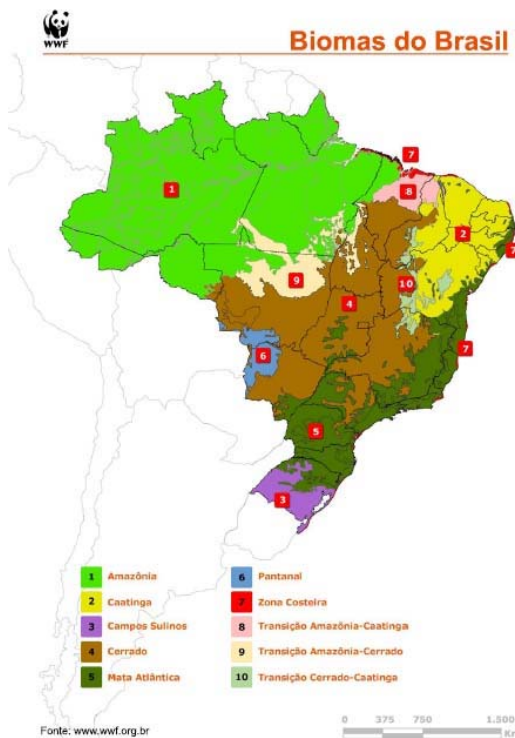 WWF
Biomas do Brasil
7
8
1
2
7
9
10
4
7
6
5
3
1 Amazônia
2 Caatinga
3 Campos Sulinos
4 Cerrado
5 Mata Atlântica
6 Pantanal
7 Zona Costeira
8 Transição Amazônia-Caatinga
9 Transição Amazônia-Cerrado
10 Transição Cerrado-Caatinga
Fonte: www.wwf.org.br
0 375 750 1.500
Km